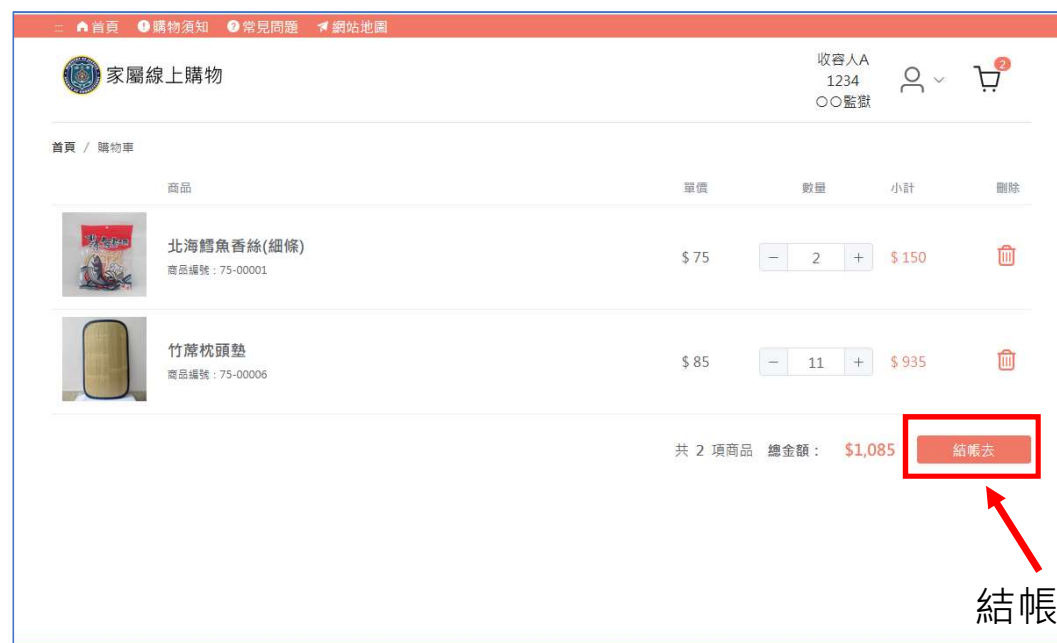 ::: 首頁 購物須知 常見問題 網站地圖
家屬線上購物
收容人A
1234
○○監獄
2
首頁 / 購物車
商品 單價 數量 小計 刪除
北海鱈魚香絲(細條)
商品編號：75-00001
$ 75 − 2 + $ 150
竹蓆枕頭墊
商品編號：75-00006
$ 85 − 11 + $ 935
共 2 項商品 總金額： $1,085 結帳去
結帳